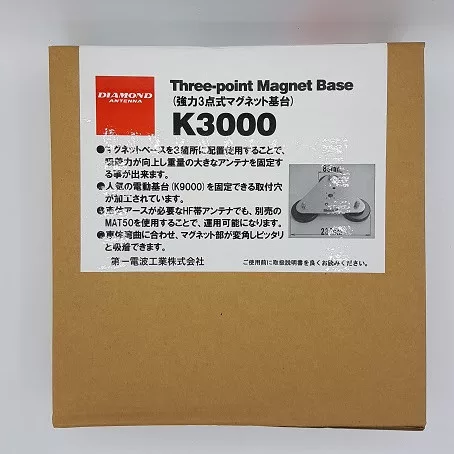 DIAMOND
ANTENNA
Three-point Magnet Base
(強力3点式マグネット基台)
K3000
●マグネットベースを3箇所に配置使用することで、
吸着力が向上し重量の大きなアンテナを固定す
る事が出来ます。
●人気の電動基台(K9000)を固定できる取付穴
が加工されています。
●車体アースが必要なHF帯アンテナでも、別売の
MAT50を使用することで、運用可能になります。
●車体弯曲に合わせ、マグネット部が変角しピッタリ
と吸着できます。
第一電波工業株式会社
ご使用前に取扱説明書を良くお読みください。